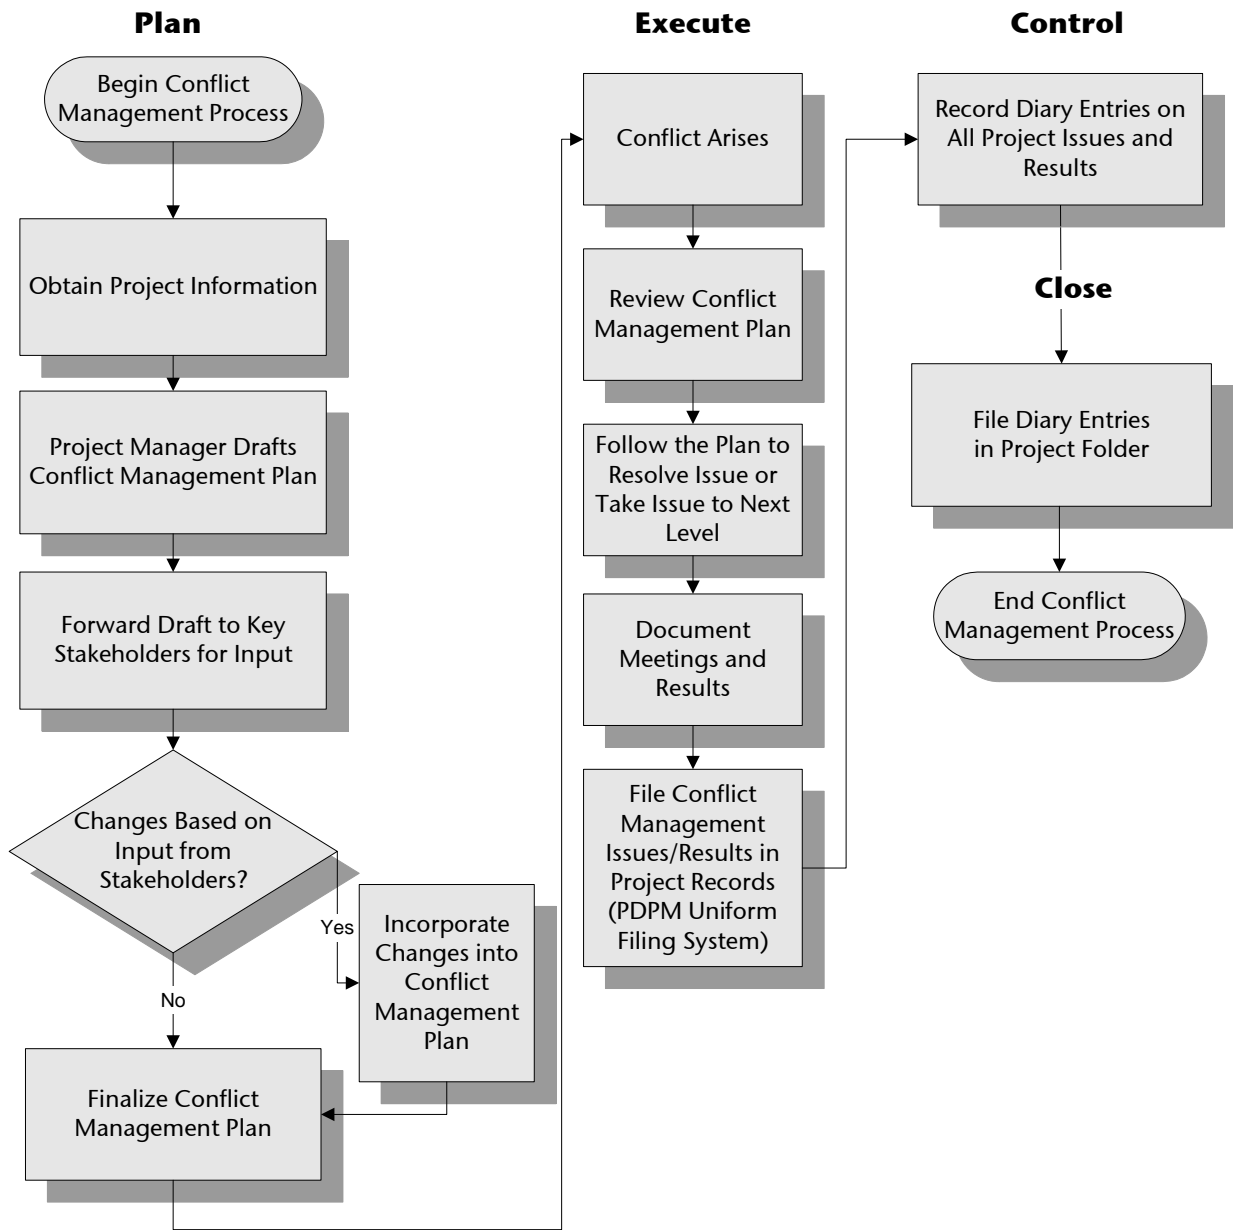 Plan
Begin Conflict
Management Process
Obtain Project Information
Project Manager Drafts
Conflict Management Plan
Forward Draft to Key
Stakeholders for Input
Changes Based on
Input from
Stakeholders?
Yes
No
Incorporate
Changes into
Conflict
Management
Plan
Finalize Conflict
Management Plan
Execute
Conflict Arises
Review Conflict
Management Plan
Follow the Plan to
Resolve Issue or
Take Issue to Next
Level
Document
Meetings and
Results
File Conflict
Management
Issues/Results in
Project Records
(PDPM Uniform
Filing System)
Control
Record Diary Entries on
All Project Issues and
Results
Close
File Diary Entries
in Project Folder
End Conflict
Management Process